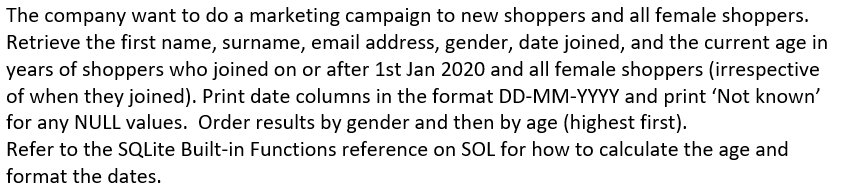 The company want to do a marketing campaign to new shoppers and all female shoppers.
Retrieve the first name, surname, email address, gender, date joined, and the current age in
years of shoppers who joined on or after 1st Jan 2020 and all female shoppers (irrespective
of when they joined). Print date columns in the format DD-MM-YYYY and print ‘Not known’
for any NULL values.  Order results by gender and then by age (highest first).
Refer to the SQLite Built-in Functions reference on SOL for how to calculate the age and
format the dates.